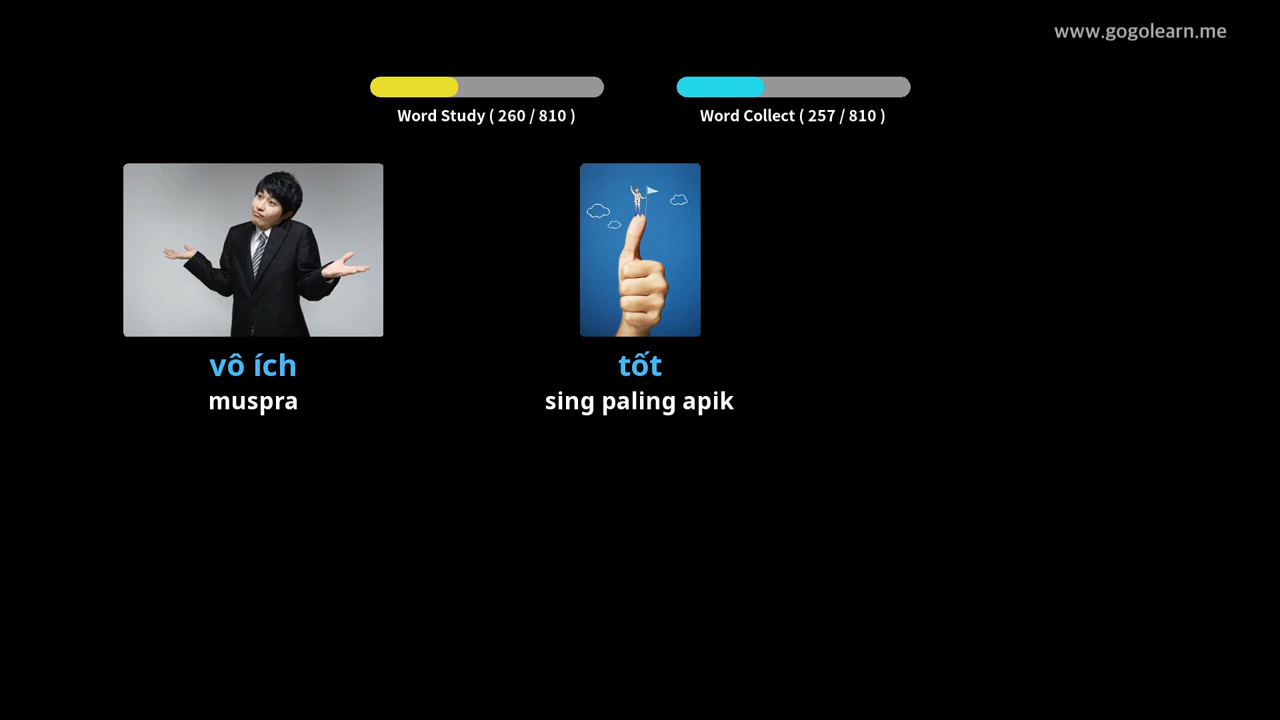 www.gogolearn.me
Word Study ( 260 / 810 )
Word Collect ( 257 / 810 )
vô ích
muspra
tốt
sing paling apik